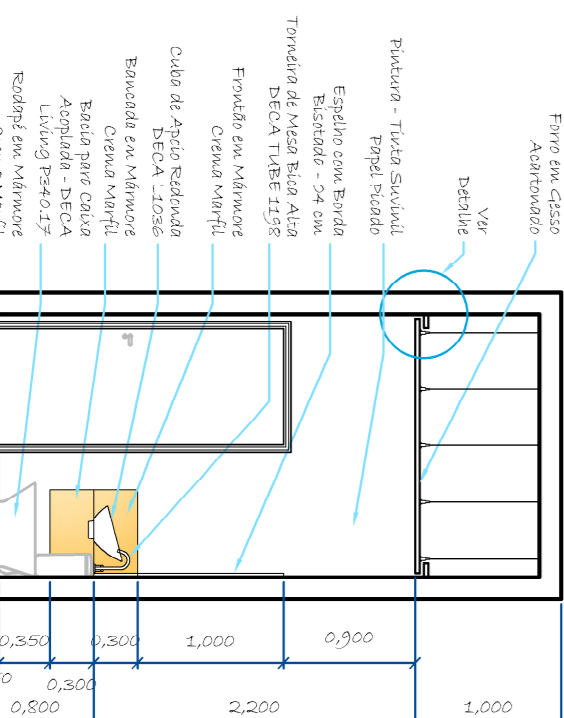 Forro em Gesso
Acartonado
Ver
Detalhe
Pintura - Tinta Suvinil
Papel Picado
Espelho com Borda
Bisotado - 24 cm
Torneira de Mesa Bica Alta
DECA TUBE 1198
Frontão em Mármore
Crema Marfil
Cuba de Apoio Redonda
DECA L1036
Bancada em Mármore
Crema Marfil
Bacia para Caixa
Acoplada - DECA
Living P340.17
Rodapé em Mármore
0,350
0,300
1,000
0,900
0,300
0,800
2,200
1,000